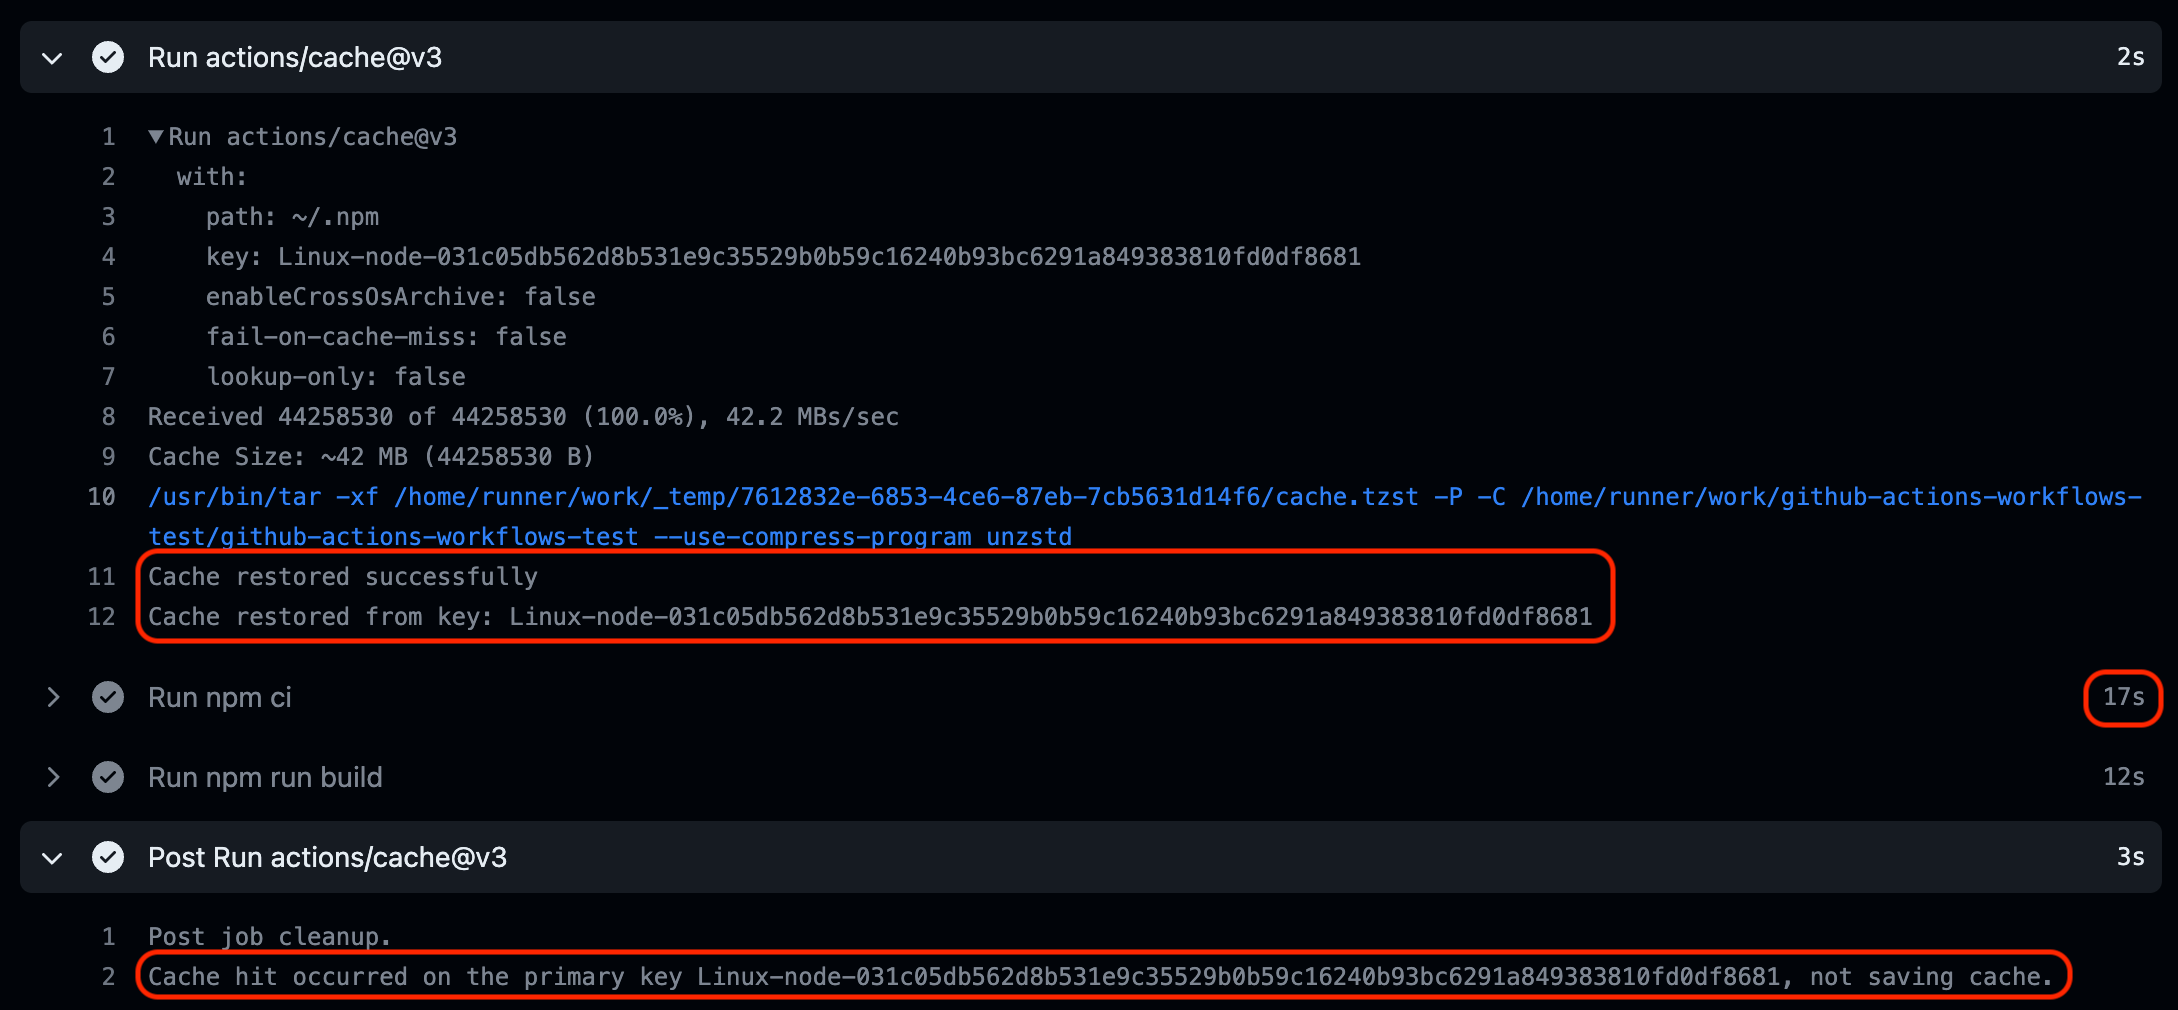 Run actions/cache@v3 2s
1 ▼Run actions/cache@v3
2 with:
3 path: ~/.npm
4 key: Linux-node-031c05db562d8b531e9c35529b0b59c16240b93bc6291a849383810fd0df8681
5 enableCrossOsArchive: false
6 fail-on-cache-miss: false
7 lookup-only: false
8 Received 44258530 of 44258530 (100.0%), 42.2 MBs/sec
9 Cache Size: ~42 MB (44258530 B)
10 /usr/bin/tar -xf /home/runner/work/_temp/7612832e-6853-4ce6-87eb-7cb5631d14f6/cache.tzst -P -C /home/runner/work/github-actions-workflows-
test/github-actions-workflows-test --use-compress-program unzstd
11 Cache restored successfully
12 Cache restored from key: Linux-node-031c05db562d8b531e9c35529b0b59c16240b93bc6291a849383810fd0df8681
Run npm ci 17s
Run npm run build 12s
Post Run actions/cache@v3 3s
1 Post job cleanup.
2 Cache hit occurred on the primary key Linux-node-031c05db562d8b531e9c35529b0b59c16240b93bc6291a849383810fd0df8681, not saving cache.